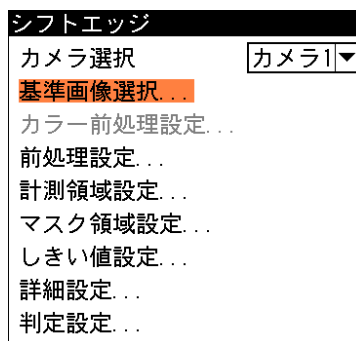 シフトエッジ
カメラ選択 カメラ1
基準画像選択...
カラー前処理設定...
前処理設定...
計測領域設定...
マスク領域設定...
しきい値設定...
詳細設定...
判定設定...